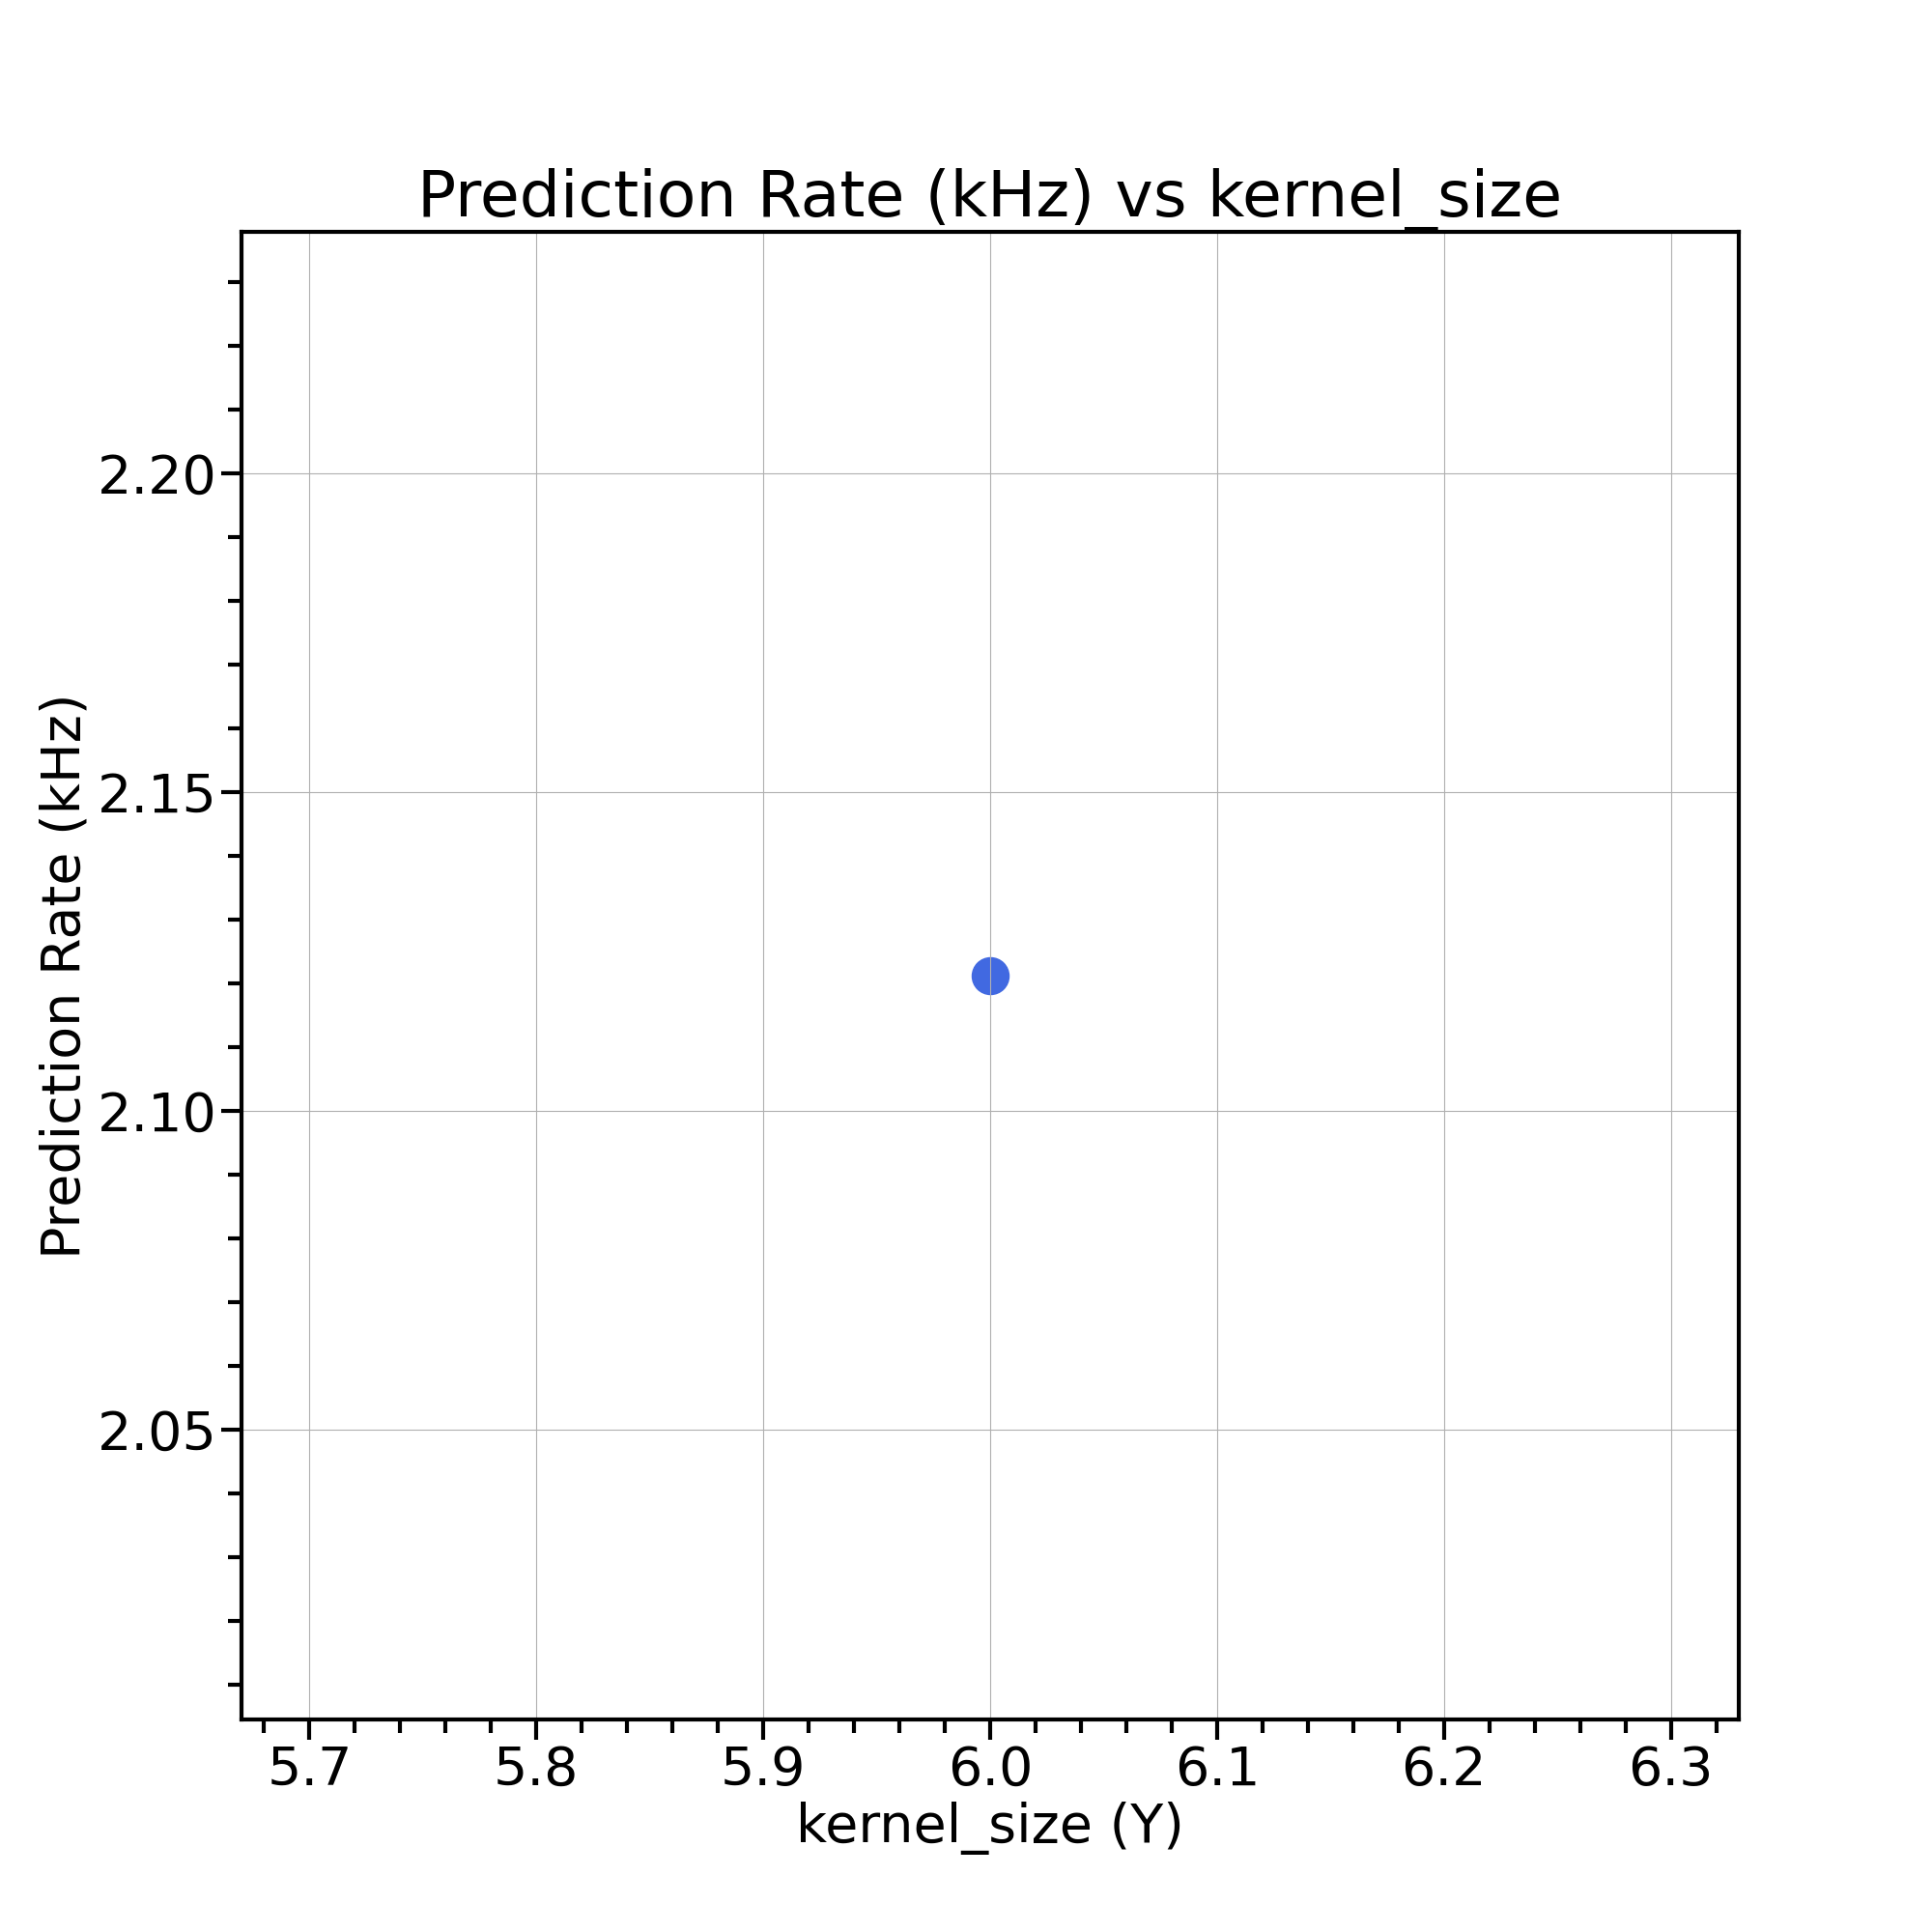 Prediction Rate (kHz) vs kernel_size
Prediction Rate (kHz)
2.20
2.15
2.10
2.05
5.7 5.8 5.9 6.0 6.1 6.2 6.3
kernel_size (Y)